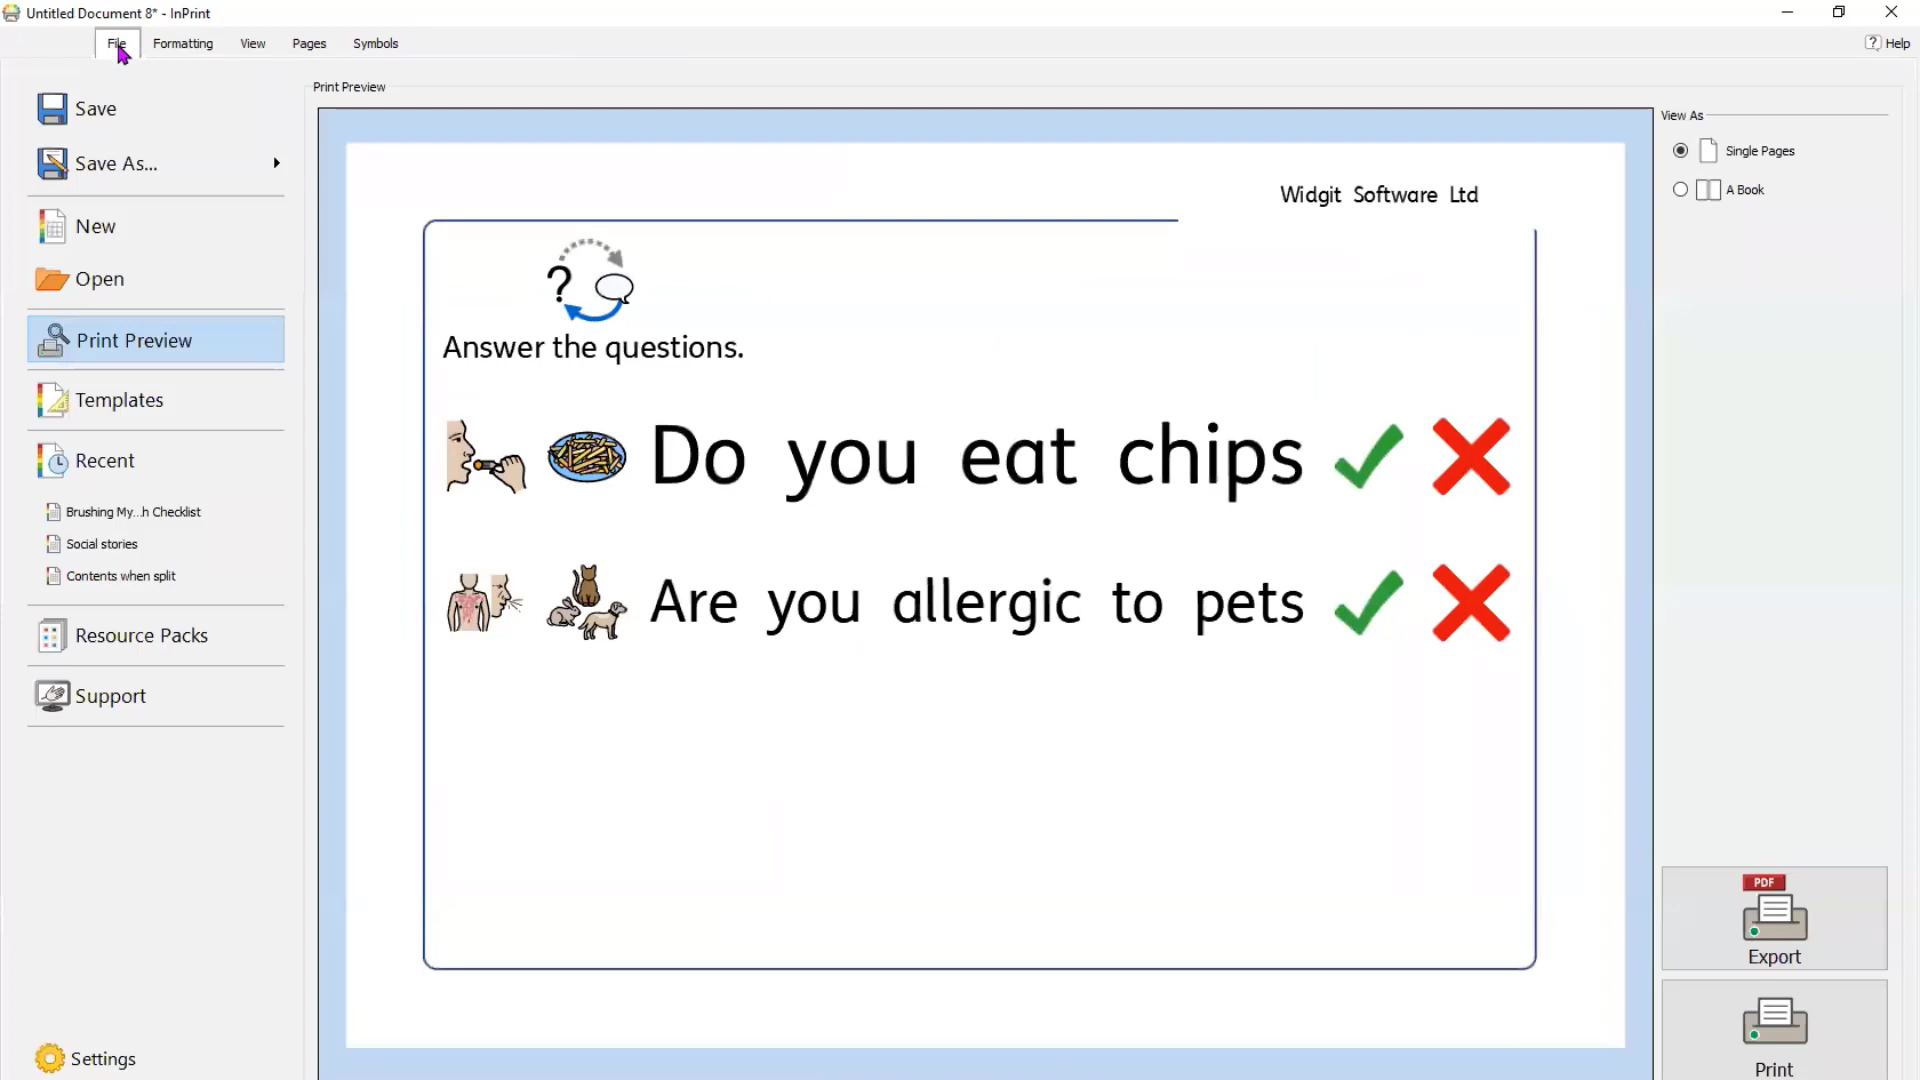 Untitled Document 8* - InPrint
File Formatting View Pages Symbols
? Help
Save
Save As...
New
Open
Print Preview
Templates
Recent
Brushing My...h Checklist
Social stories
Contents when split
Resource Packs
Support
Settings
Print Preview
Widgit Software Ltd
?
Answer the questions.
Do you eat chips
Are you allergic to pets
View As
Single Pages
A Book
PDF
Export
Print